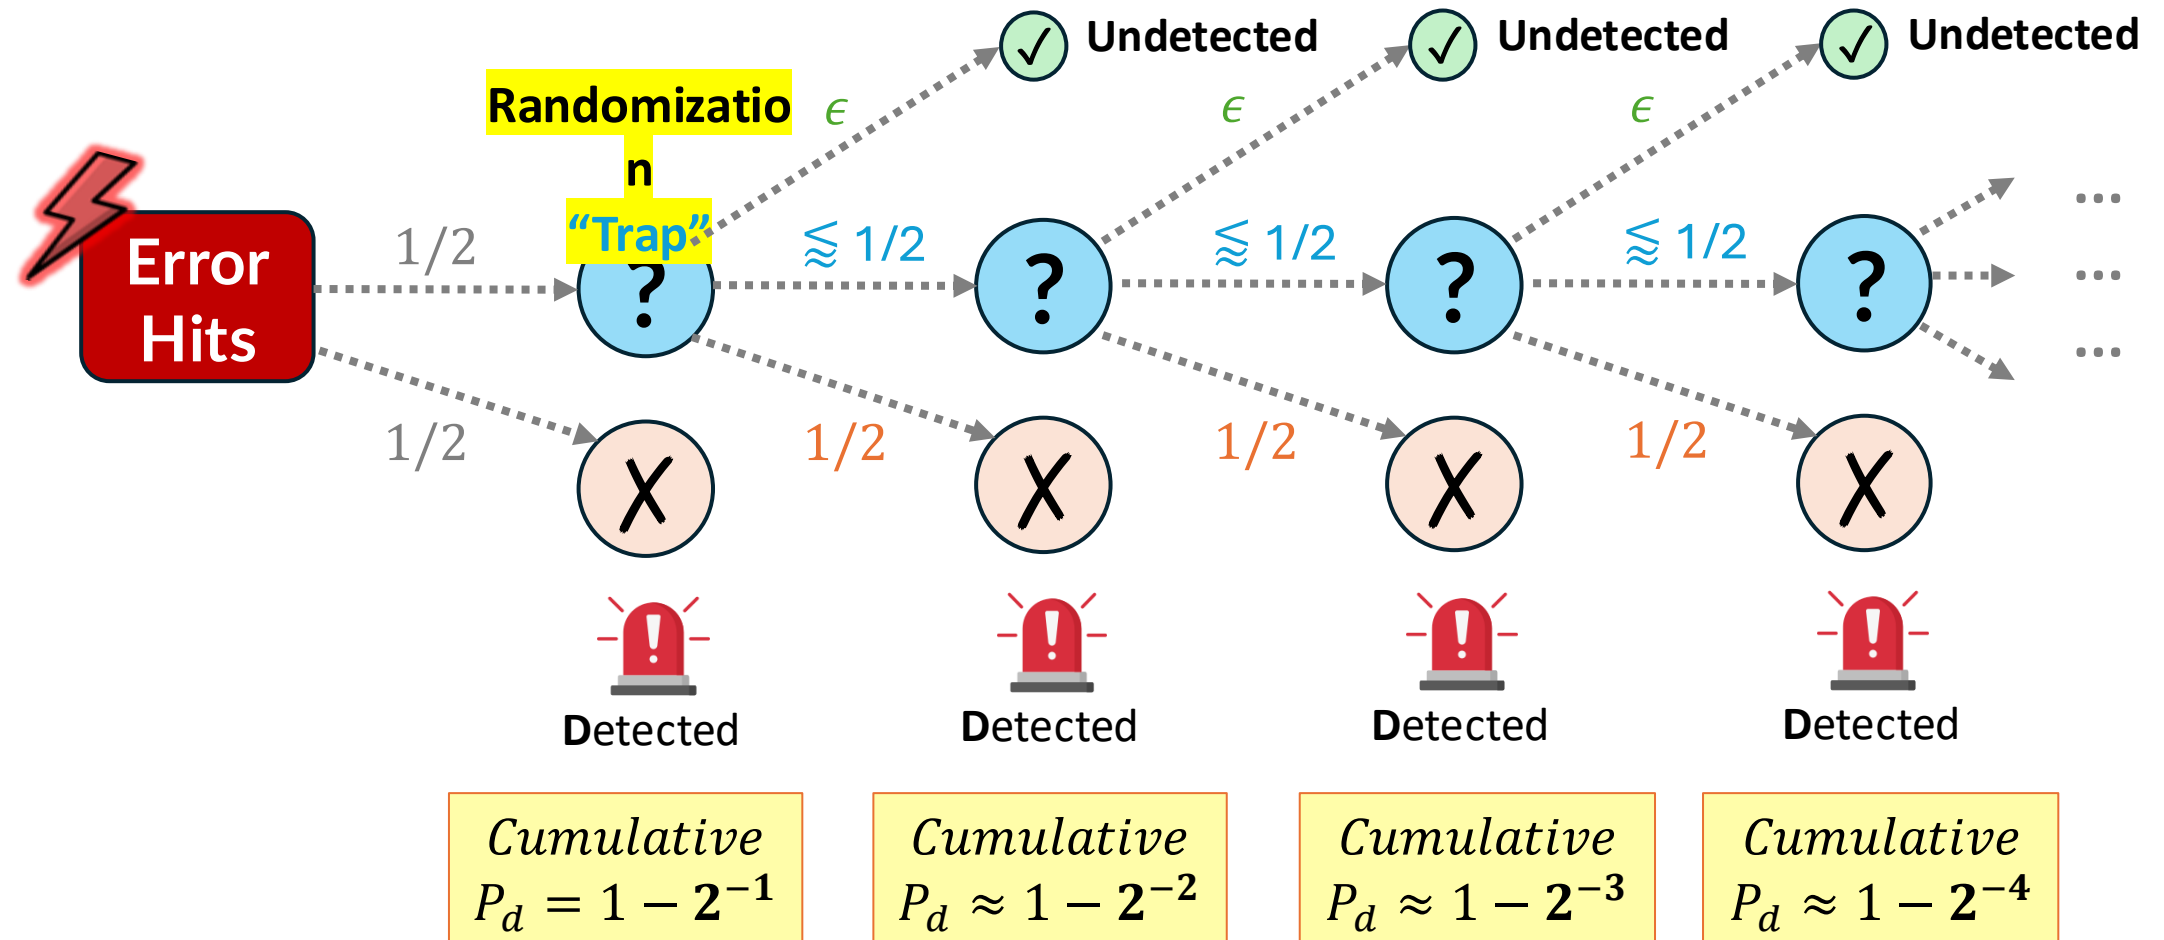 Undetected
Undetected
Undetected
Randomizatio
n
“Trap”
ϵ
ϵ
ϵ
Error
Hits
1/2
⪅ 1/2
⪅ 1/2
⪅ 1/2
?
?
?
?
...
...
...
1/2
1/2
1/2
1/2
Detected
Detected
Detected
Detected
Cumulative
P_d = 1 − 2^{−1}
Cumulative
P_d ≈ 1 − 2^{−2}
Cumulative
P_d ≈ 1 − 2^{−3}
Cumulative
P_d ≈ 1 − 2^{−4}